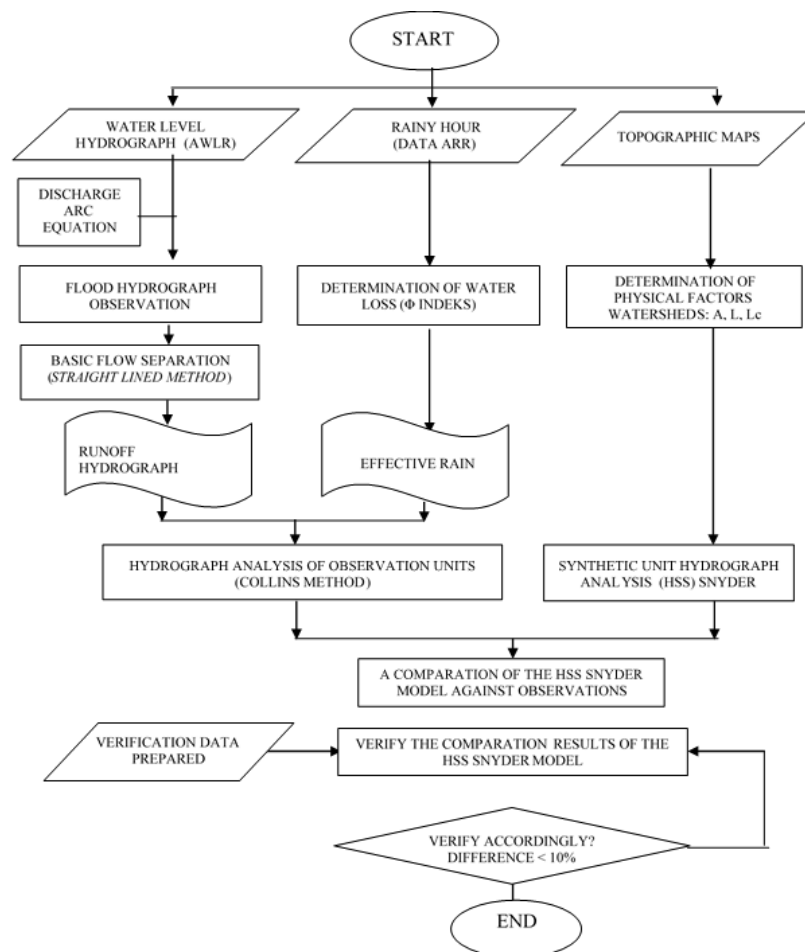 START
WATER LEVEL
HYDROGRAPH (AWLR)
RAINY HOUR
(DATA ARR)
TOPOGRAPHIC MAPS
DISCHARGE
ARC
EQUATION
FLOOD HYDROGRAPH
OBSERVATION
DETERMINATION OF WATER
LOSS (Φ INDEKS)
DETERMINATION OF
PHYSICAL FACTORS
WATERSHEDS: A, L, Lc
BASIC FLOW SEPARATION
(STRAIGHT LINED METHOD)
RUNOFF
HYDROGRAPH
EFFECTIVE RAIN
HYDROGRAPH ANALYSIS OF OBSERVATION UNITS
(COLLINS METHOD)
SYNTHETIC UNIT HYDROGRAPH
ANALYSIS (HSS) SNYDER
A COMPARATION OF THE HSS SNYDER
MODEL AGAINST OBSERVATIONS
VERIFICATION DATA
PREPARED
VERIFY THE COMPARATION RESULTS OF THE
HSS SNYDER MODEL
VERIFY ACCORDINGLY?
DIFFERENCE < 10%
END